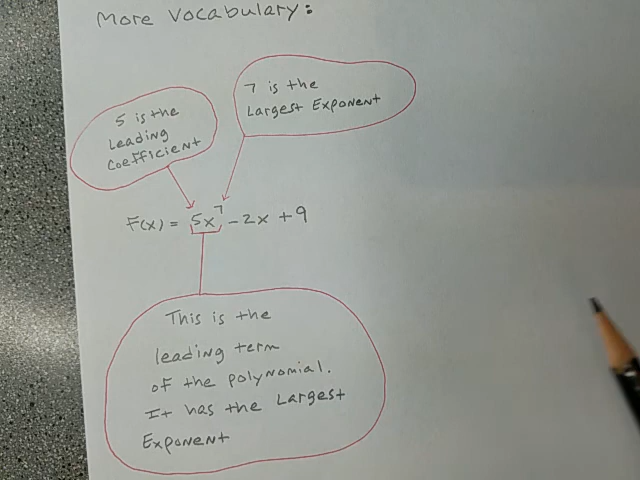 More Vocabulary:
7 is the
Largest Exponent
5 is the
Leading
Coefficient
F(x) = 5x⁷ - 2x + 9
This is the
leading term
of the polynomial.
It has the Largest
Exponent